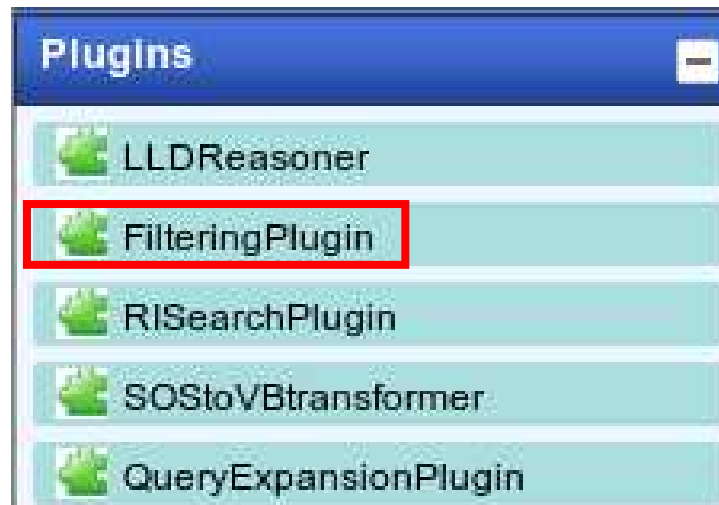 Plugins
LLDReasoner
FilteringPlugin
RISearchPlugin
SOStoVBtransformer
QueryExpansionPlugin